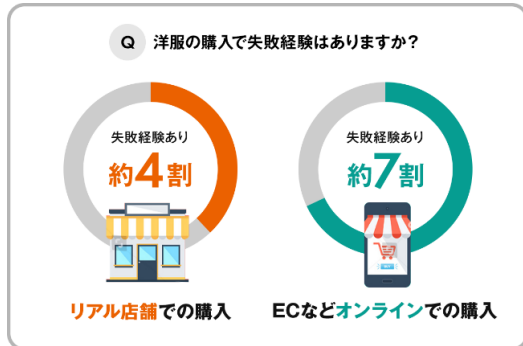 Q 洋服の購入で失敗経験はありますか？
失敗経験あり
約4割
リアル店舗での購入
失敗経験あり
約7割
ECなどオンラインでの購入